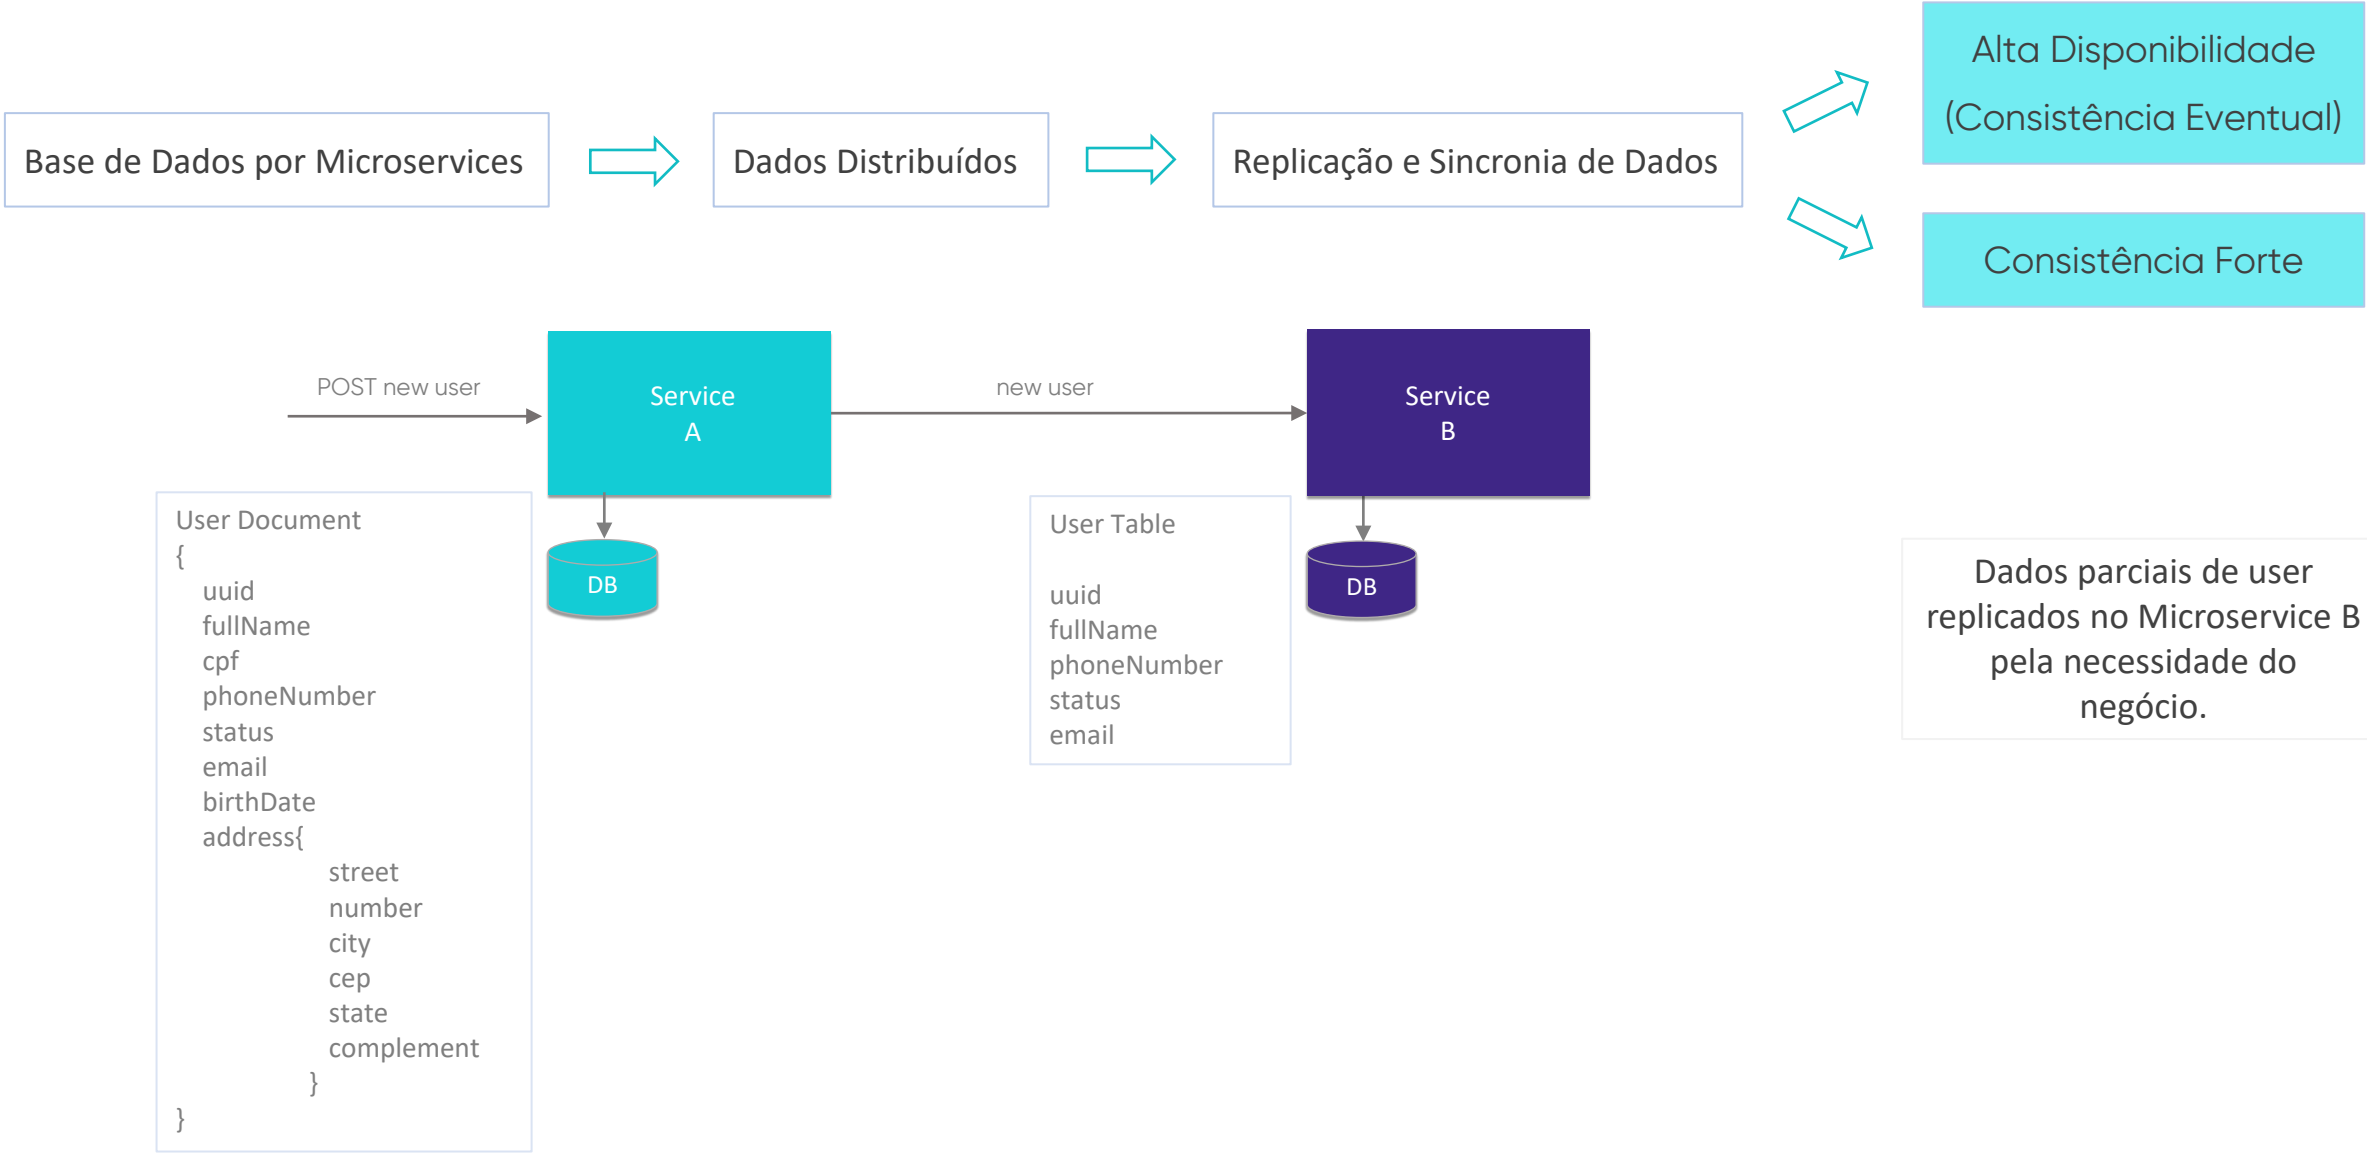 Alta Disponibilidade
(Consistência Eventual)
Base de Dados por Microservices
Dados Distribuídos
Replicação e Sincronia de Dados
Consistência Forte
POST new user
Service
A
new user
Service
B
User Document
{
uuid
fullName
cpf
phoneNumber
status
email
birthDate
address{
street
number
city
cep
state
complement
}
}
DB
User Table
uuid
fullName
phoneNumber
status
email
DB
Dados parciais de user
replicados no Microservice B
pela necessidade do
negócio.